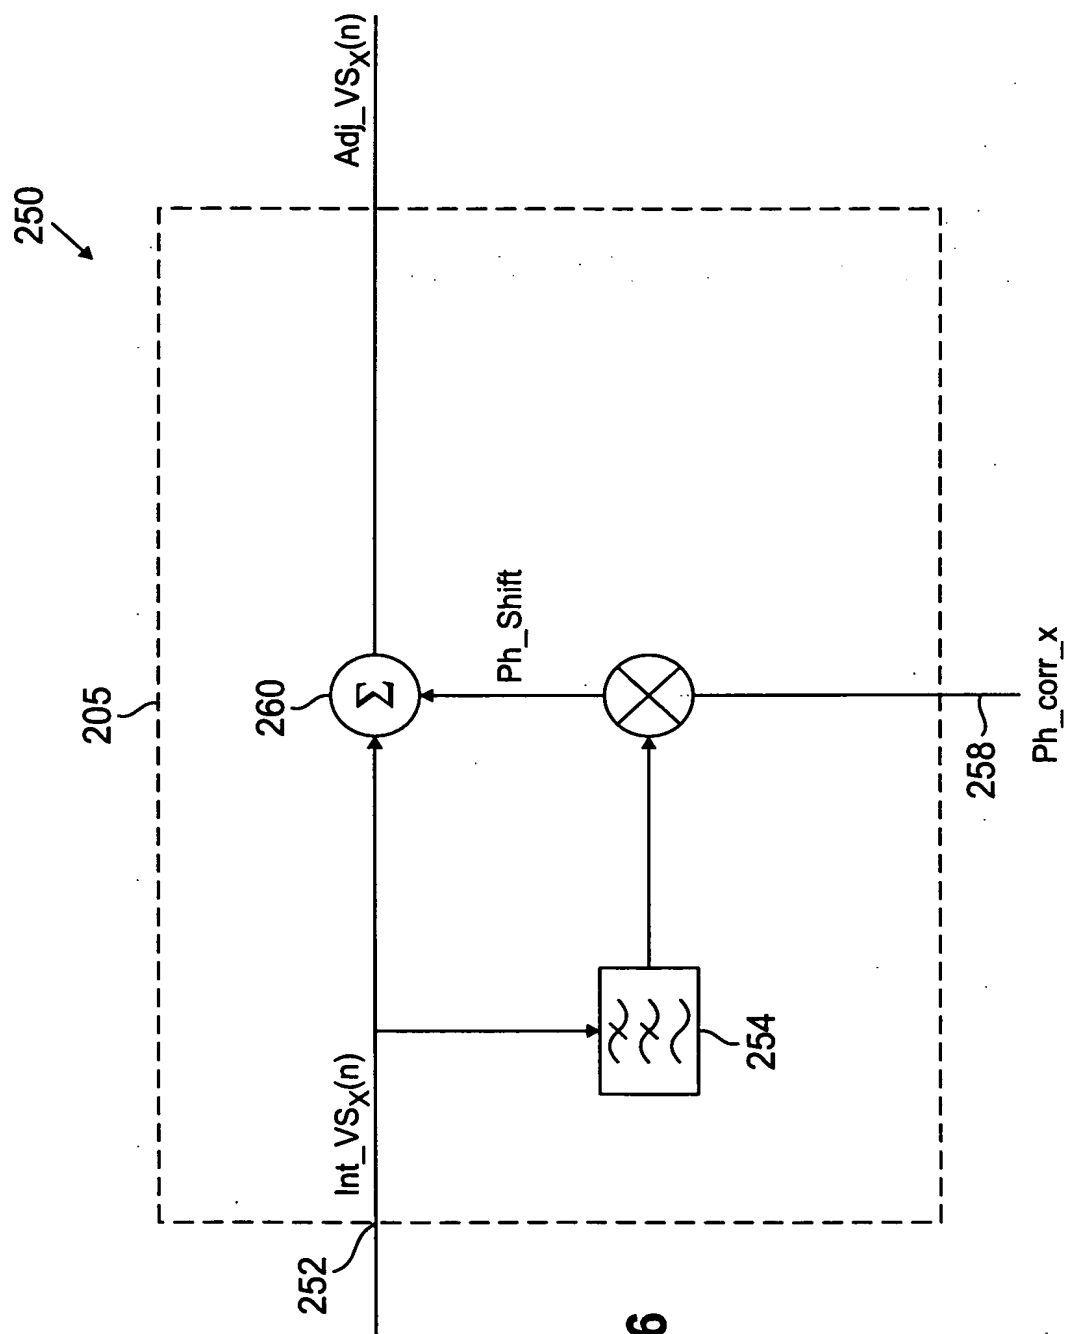 250
205
252
Int_VSX(n)
260
Σ
Adj_VSX(n)
Ph_Shift
254
258
Ph_corr_x
6